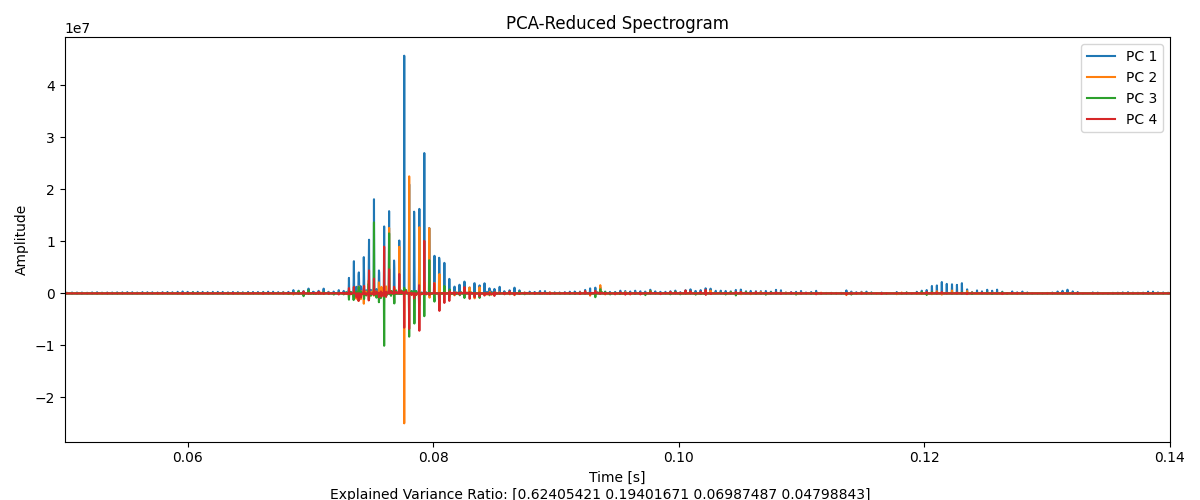 PCA-Reduced Spectrogram
1e7
PC 1
PC 2
PC 3
PC 4
4
3
2
1
0
−1
−2
Amplitude
0.06
0.08
0.10
0.12
0.14
Time [s]
Explained Variance Ratio: [0.62405421 0.19401671 0.06987487 0.04798843]